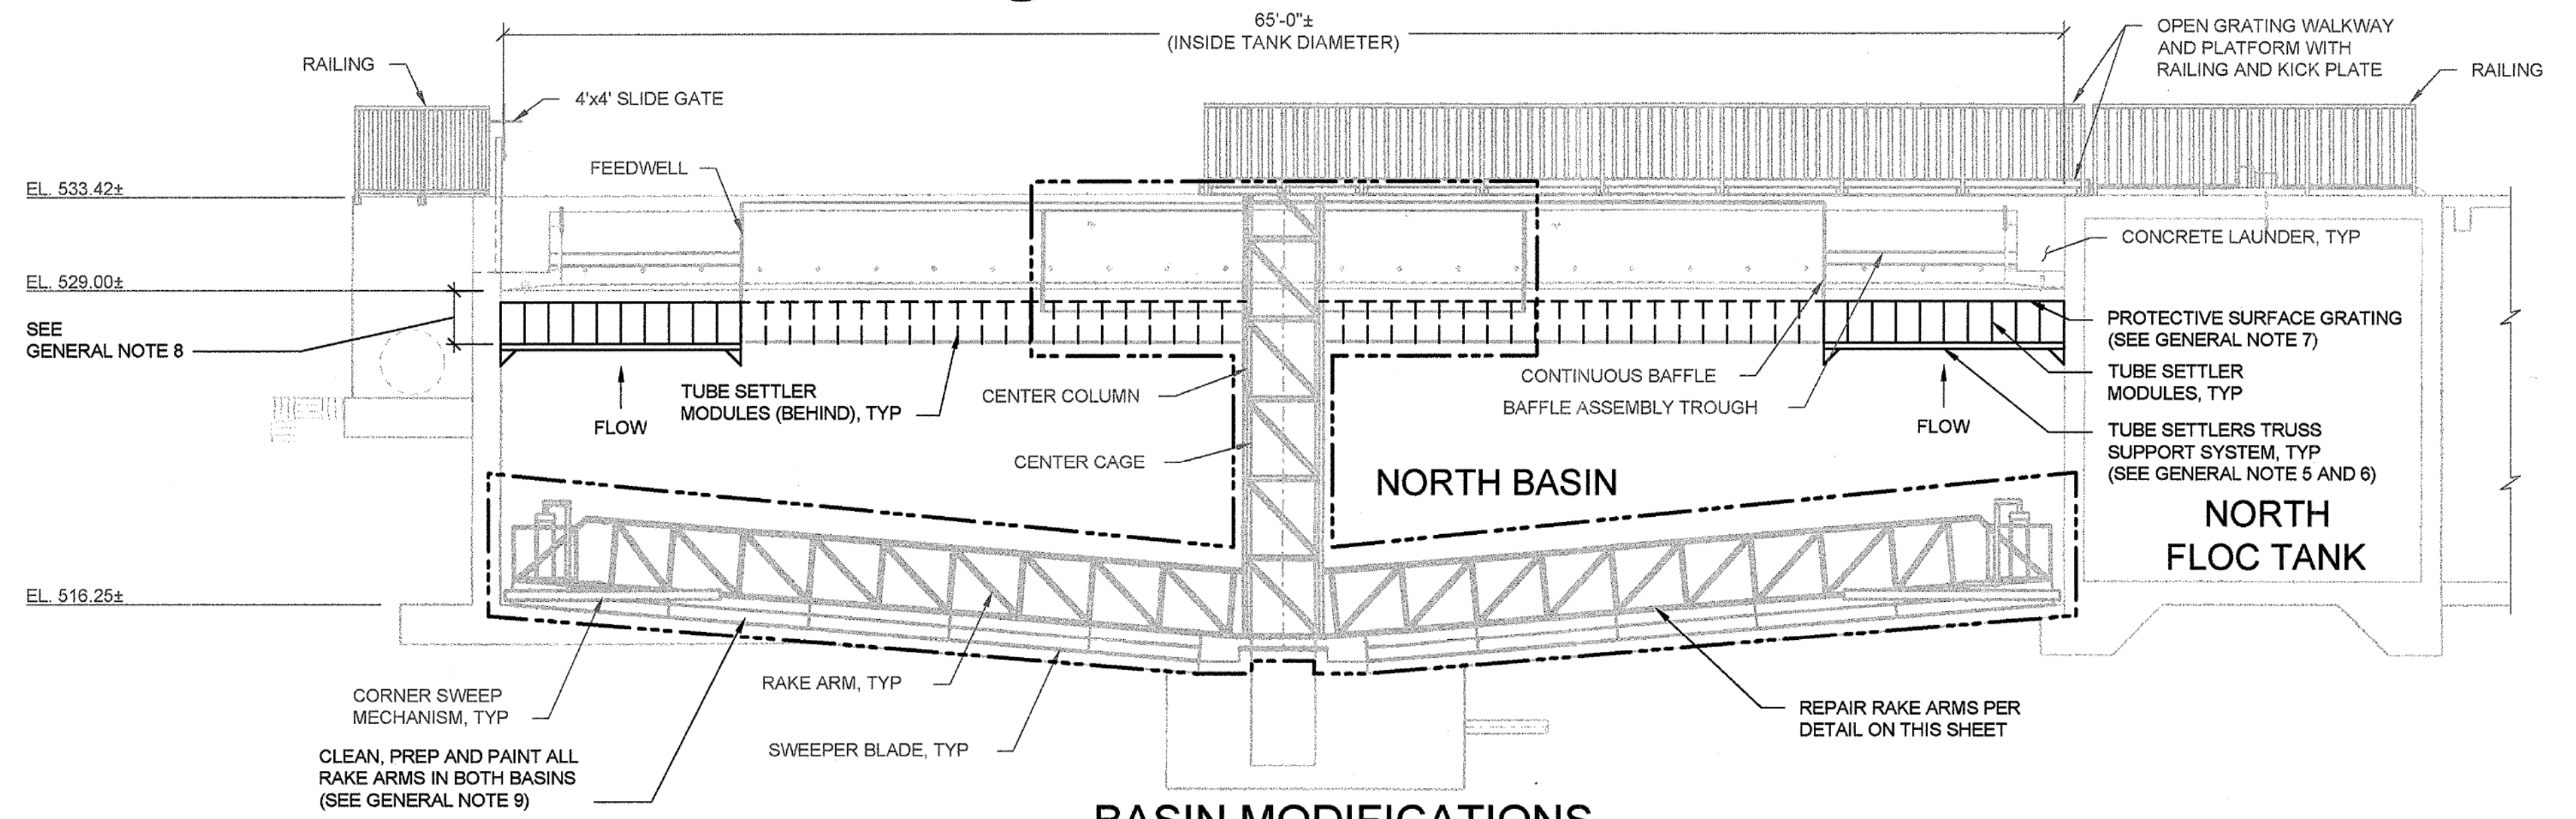 65'-0"±
(INSIDE TANK DIAMETER)
OPEN GRATING WALKWAY
AND PLATFORM WITH
RAILING AND KICK PLATE
RAILING
RAILING
4'x4' SLIDE GATE
FEEDWELL
EL. 533.42±
CONCRETE LAUNDER, TYP
EL. 529.00±
SEE
GENERAL NOTE 8
PROTECTIVE SURFACE GRATING
(SEE GENERAL NOTE 7)
TUBE SETTLER
MODULES, TYP
TUBE SETTLER
MODULES (BEHIND), TYP
CENTER COLUMN
CONTINUOUS BAFFLE
BAFFLE ASSEMBLY TROUGH
FLOW
FLOW
TUBE SETTLERS TRUSS
SUPPORT SYSTEM, TYP
(SEE GENERAL NOTE 5 AND 6)
CENTER CAGE
NORTH BASIN
NORTH
FLOC TANK
EL. 516.25±
CORNER SWEEP
MECHANISM, TYP
RAKE ARM, TYP
REPAIR RAKE ARMS PER
DETAIL ON THIS SHEET
SWEEPER BLADE, TYP
CLEAN, PREP AND PAINT ALL
RAKE ARMS IN BOTH BASINS
(SEE GENERAL NOTE 9)
BASIN MODIFICATIONS